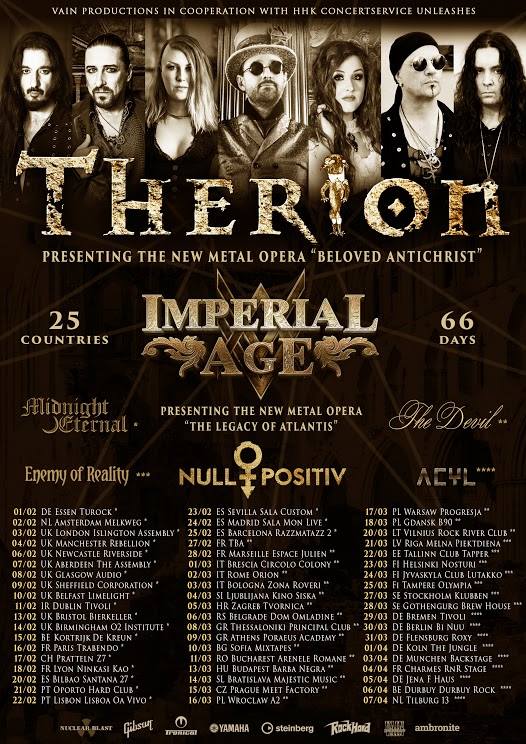 VAIN PRODUCTIONS IN COOPERATION WITH HHK CONCERTSERVICE UNLEASHES
THERION
PRESENTING THE NEW METAL OPERA "BELOVED ANTICHRIST"
25 COUNTRIES
IMPERIAL AGE
66 DAYS
Midnight Eternal *
PRESENTING THE NEW METAL OPERA
"THE LEGACY OF ATLANTIS"
The Devil **
Enemy of Reality ***
NULL POSITIV
ACYL ****
01/02 DE ESSEN TUROCK *
02/02 NL AMSTERDAM MELKWEG *
03/02 UK LONDON ISLINGTON ASSEMBLY *
04/02 UK MANCHESTER REBELLION *
06/02 UK NEWCASTLE RIVERSIDE *
07/02 UK ABERDEEN THE ASSEMBLY *
08/02 UK GLASGOW AUDIO *
09/02 UK SHEFFIELD CORPORATION *
10/02 UK BELFAST LIMELIGHT *
11/02 IR DUBLIN TIVOLI *
13/02 UK BRISTOL BIERKELLER *
14/02 UK BIRMINGHAM O2 INSTITUTE *
15/02 BE KORTRIJK DE KREUN *
16/02 FR PARIS TRABENDO *
17/02 CH PRATTELN Z7 *
18/02 FR LYON NINKASI KAO *
20/02 ES BILBAO SANTANA 27 *
21/02 PT OPORTO HARD CLUB *
22/02 PT LISBON LISBOA OA VIVO *
23/02 ES SEVILLA SALA CUSTOM *
24/02 ES MADRID SALA MON LIVE *
25/02 ES BARCELONA RAZZMATAZZ 2 *
27/02 FR TBA **
28/02 FR MARSEILLE ESPACE JULIEN **
01/03 IT BRESCIA CIRCOLO COLONY **
02/03 IT ROME ORION **
03/03 IT BOLOGNA ZONA ROVERI **
04/03 SI LJUBLJANA KINO SISKA **
05/03 HR ZAGREB TVORNICA **
06/03 RS BELGRADE DOM OMLADINE **
08/03 GR THESSALONIKI PRINCIPAL CLUB **
09/03 GR ATHENS PORAEUS ACADEMY **
10/03 BG SOFIA MIXTAPES **
11/03 RO BUCHAREST ARENELE ROMANE **
13/03 HU BUDAPEST BARBA NEGRA **
14/03 SL BRATISLAVA MAJESTIC MUSIC **
15/03 CZ PRAGUE MEET FACTORY **
16/03 PL WROCLAW A2 **
17/03 PL WARSAW PROGRESJA **
18/03 PL GDANSK B90 **
20/03 LT VILNIUS ROCK RIVER CLUB **
21/03 LV RIGA MELNA PIEKTDIENA ***
22/03 EE TALLINN CLUB TAPPER ***
23/03 FI HELSINKI NOSTURI ***
24/03 FI JYVASKYLA CLUB LUTAKKO ***
25/03 FI TAMPERE OLYMPIA ***
27/03 SE STOCKHOLM KLUBBEN ***
28/03 SE GOTHENGURG BREW HOUSE ***
29/03 DE BREMEN TIVOLI ****
30/03 DE BERLIN BI NUU ****
31/03 DE FLENSBURG ROXY ****
01/04 DE KOLN THE JUNGLE ****
03/04 DE MUNCHEN BACKSTAGE ****
04/04 FR CHARMES RNR STAGE ****
05/04 DE JENA F HAUS ****
06/04 BE DURBUY DURBUY ROCK ****
07/04 NL TILBURG 13 ****
NUCLEAR BLAST
Gibson
TRONICAL
YAMAHA
steinberg
ROCK HARD
ambronite